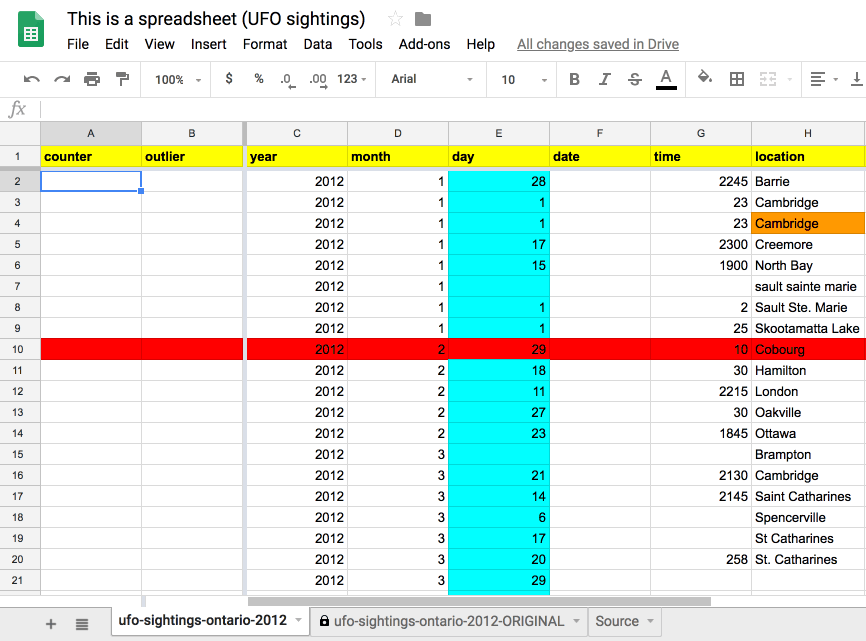 This is a spreadsheet (UFO sightings)
File Edit View Insert Format Data Tools Add-ons Help All changes saved in Drive
100% $ % .0 .00 123 Arial 10 B I S A
fx
A B C D E F G H
1 counter outlier year month day date time location
2 2012 1 28 2245 Barrie
3 2012 1 1 23 Cambridge
4 2012 1 1 23 Cambridge
5 2012 1 17 2300 Creemore
6 2012 1 15 1900 North Bay
7 2012 1 sault sainte marie
8 2012 1 1 2 Sault Ste. Marie
9 2012 1 1 25 Skootamatta Lake
10 2012 2 29 10 Cobourg
11 2012 2 18 30 Hamilton
12 2012 2 11 2215 London
13 2012 2 27 30 Oakville
14 2012 2 23 1845 Ottawa
15 2012 3 Brampton
16 2012 3 21 2130 Cambridge
17 2012 3 14 2145 Saint Catharines
18 2012 3 6 Spencerville
19 2012 3 17 St Catharines
20 2012 3 20 258 St. Catharines
21 2012 3 29
ufo-sightings-ontario-2012 ufo-sightings-ontario-2012-ORIGINAL Source